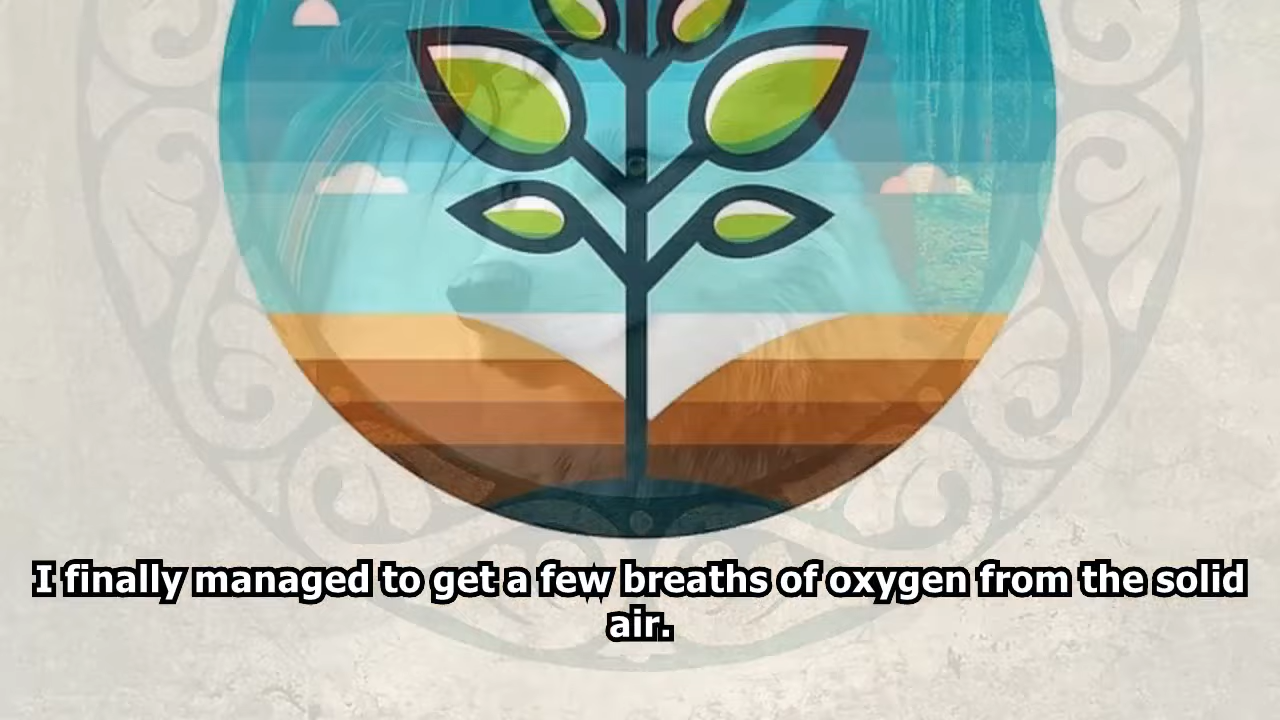 I finally managed to get a few breaths of oxygen from the solid
air.